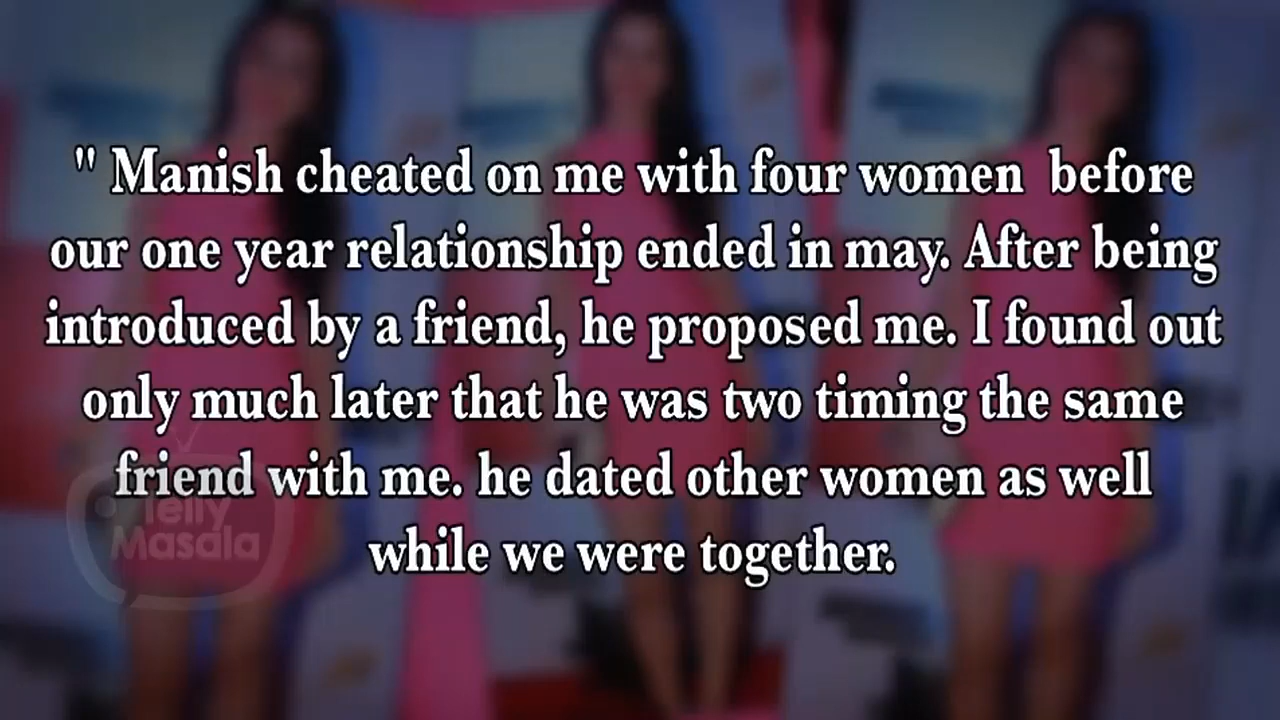 " Manish cheated on me with four women  before
our one year relationship ended in may. After being
introduced by a friend, he proposed me. I found out
only much later that he was two timing the same
friend with me. he dated other women as well
while we were together.
Telly
Masala